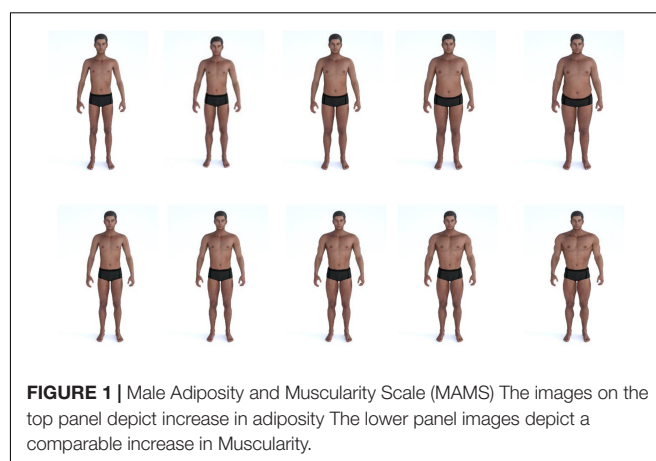 FIGURE 1 | Male Adiposity and Muscularity Scale (MAMS) The images on the
top panel depict increase in adiposity The lower panel images depict a
comparable increase in Muscularity.